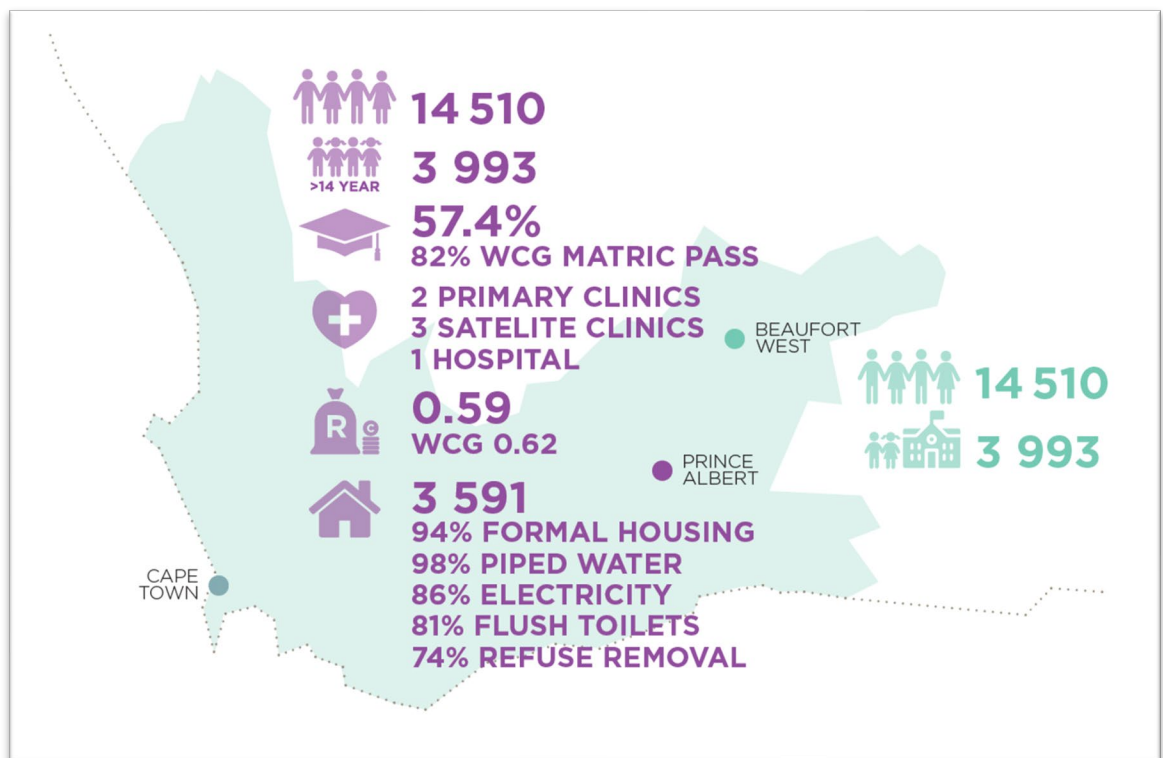 14 510
>14 YEAR
3 993
57.4%
82% WCG MATRIC PASS
2 PRIMARY CLINICS
3 SATELITE CLINICS
1 HOSPITAL
R
C
0.59
WCG 0.62
3 591
94% FORMAL HOUSING
98% PIPED WATER
86% ELECTRICITY
81% FLUSH TOILETS
74% REFUSE REMOVAL
CAPE
TOWN
BEAUFORT
WEST
PRINCE
ALBERT
14 510
3 993